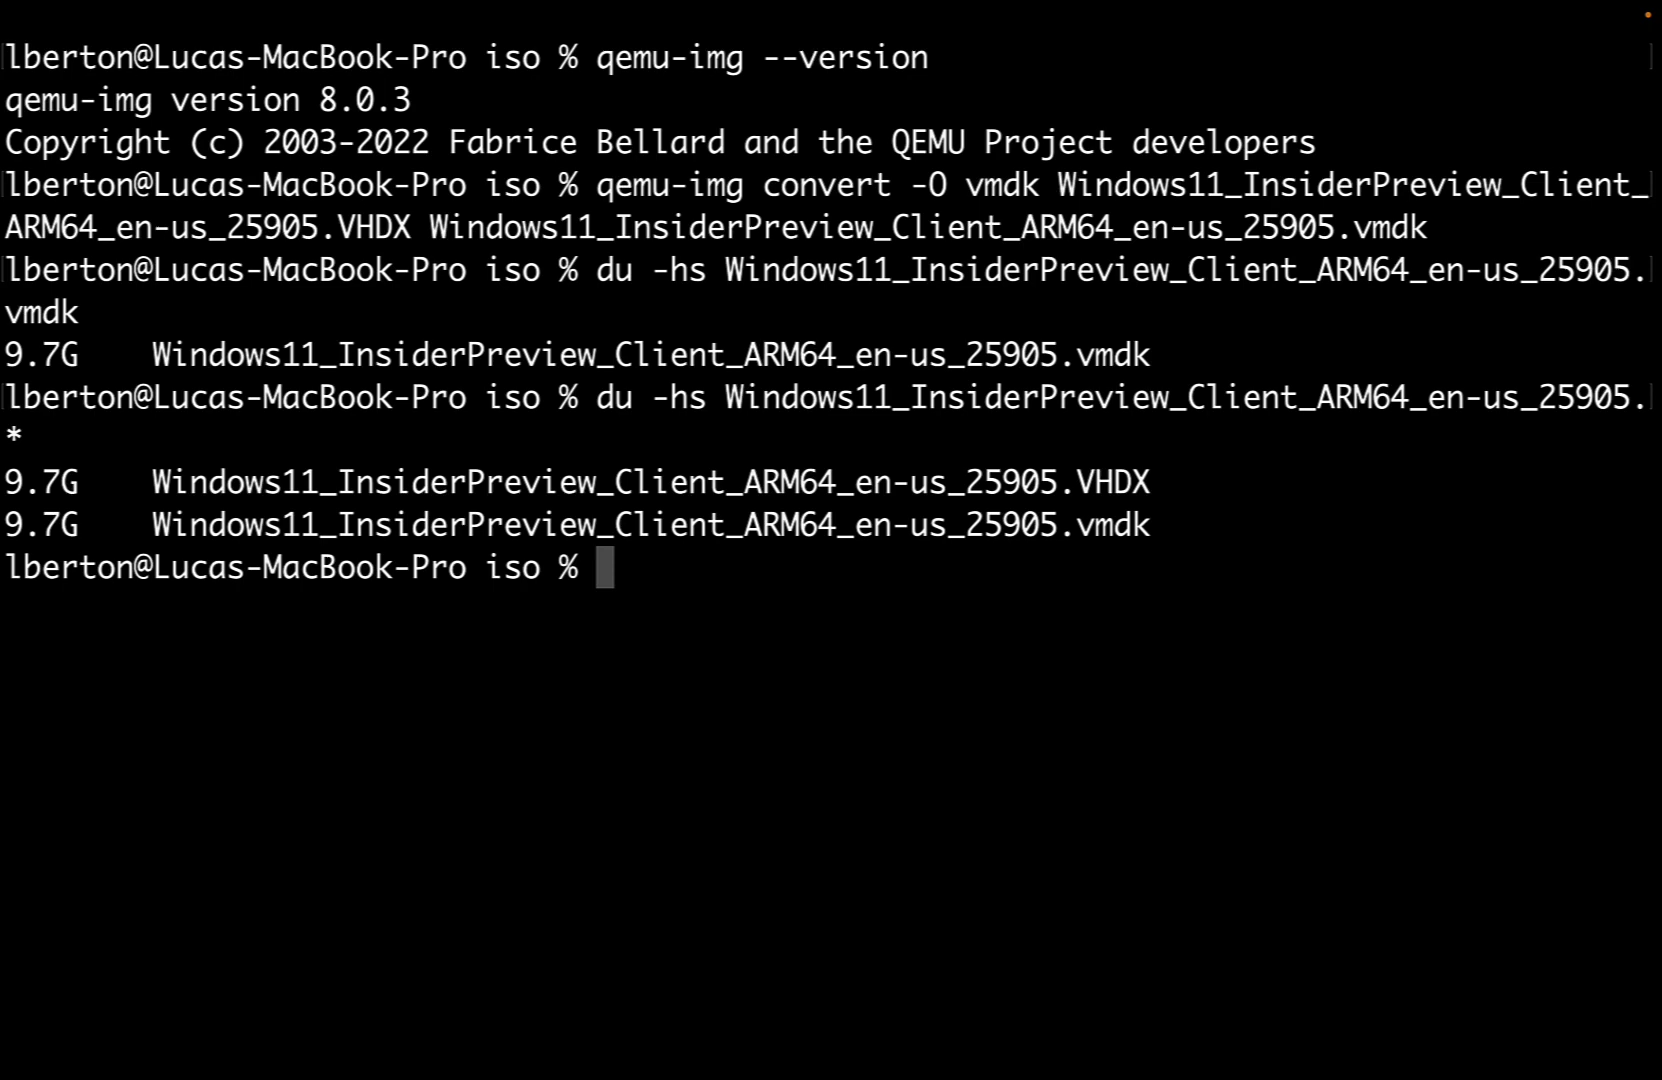 lberton@Lucas-MacBook-Pro iso % qemu-img --version
qemu-img version 8.0.3
Copyright (c) 2003-2022 Fabrice Bellard and the QEMU Project developers
lberton@Lucas-MacBook-Pro iso % qemu-img convert -O vmdk Windows11_InsiderPreview_Client_
ARM64_en-us_25905.VHDX Windows11_InsiderPreview_Client_ARM64_en-us_25905.vmdk
lberton@Lucas-MacBook-Pro iso % du -hs Windows11_InsiderPreview_Client_ARM64_en-us_25905.
vmdk
9.7G    Windows11_InsiderPreview_Client_ARM64_en-us_25905.vmdk
lberton@Lucas-MacBook-Pro iso % du -hs Windows11_InsiderPreview_Client_ARM64_en-us_25905.
*
9.7G    Windows11_InsiderPreview_Client_ARM64_en-us_25905.VHDX
9.7G    Windows11_InsiderPreview_Client_ARM64_en-us_25905.vmdk
lberton@Lucas-MacBook-Pro iso %